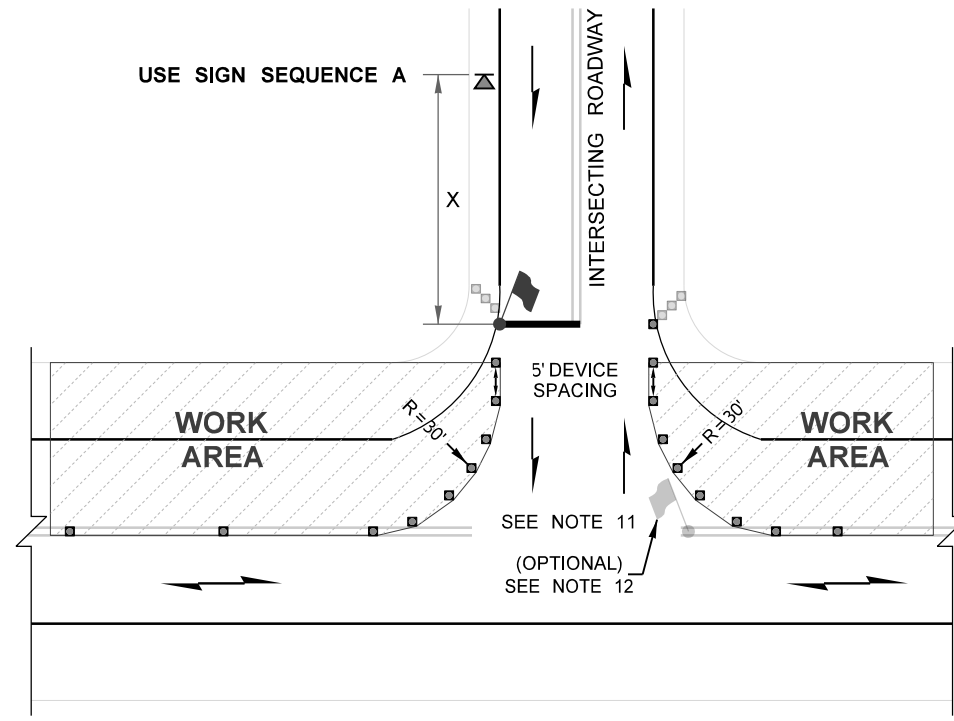 USE SIGN SEQUENCE A
INTERSECTING ROADWAY
X
5' DEVICE
SPACING
R = 30'
R = 30'
WORK
AREA
WORK
AREA
SEE NOTE 11
(OPTIONAL)
SEE NOTE 12